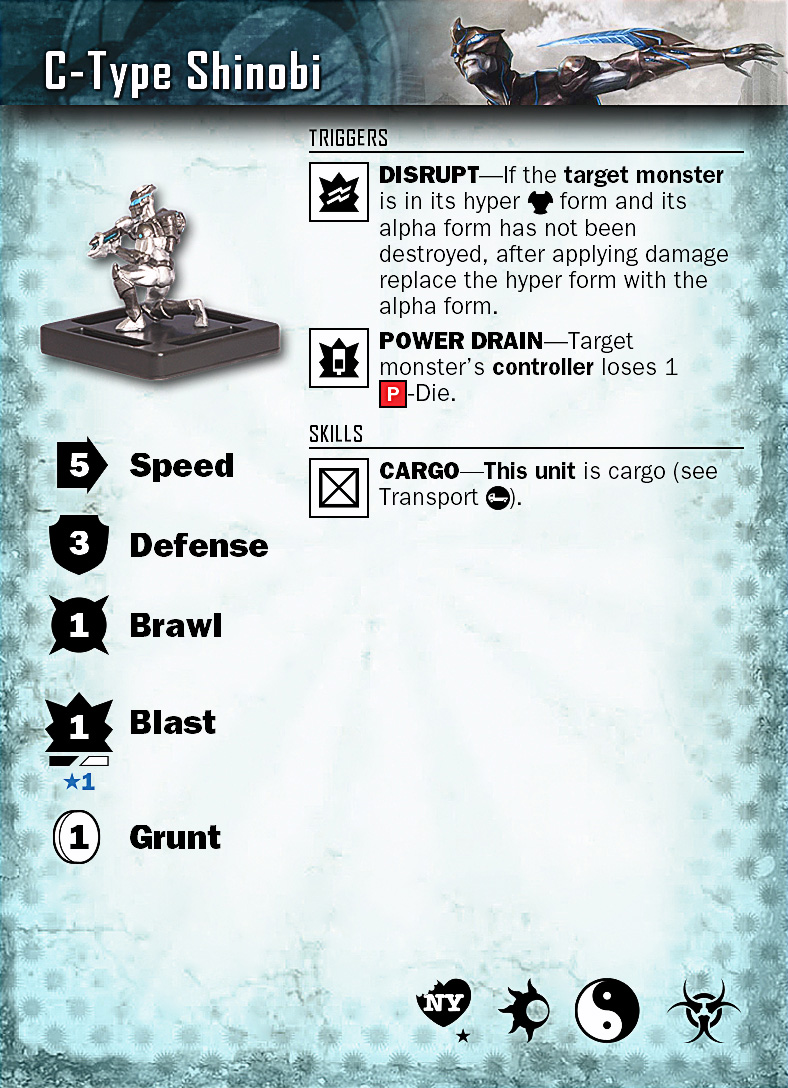 C-Type Shinobi
TRIGGERS
DISRUPT—If the target monster
is in its hyper form and its
alpha form has not been
destroyed, after applying damage
replace the hyper form with the
alpha form.
POWER DRAIN—Target
monster's controller loses 1
P-Die.
SKILLS
CARGO—This unit is cargo (see
Transport ).
5 Speed
3 Defense
1 Brawl
1 Blast
★1
1 Grunt
NY
★